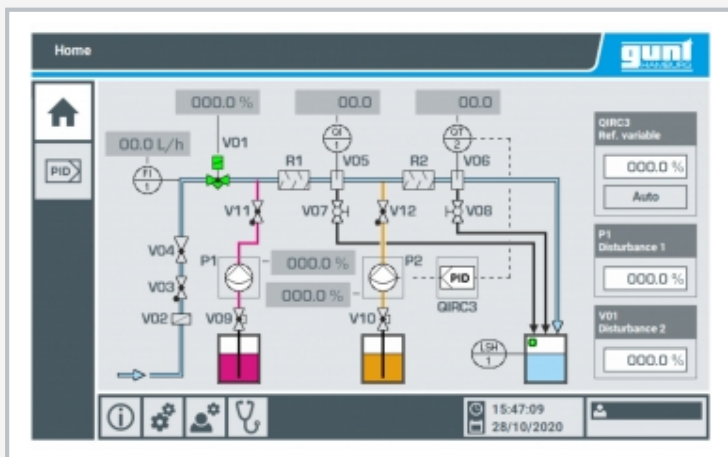 Home
gunt
HAMBURG
000.0 %
00.0
00.0
QIRC3
Ref. variable
000.0 %
Auto
00.0 L/h
V01
QI
1
QT
2
PID
FI
1
R1
V05
R2
V06
V11
V07
V12
V08
P1
Disturbance 1
000.0 %
V04
P1
000.0 %
P2
PID
V03
000.0 %
QIRC3
V01
Disturbance 2
000.0 %
V02
V09
V10
LSH
1
15:47:09
28/10/2020